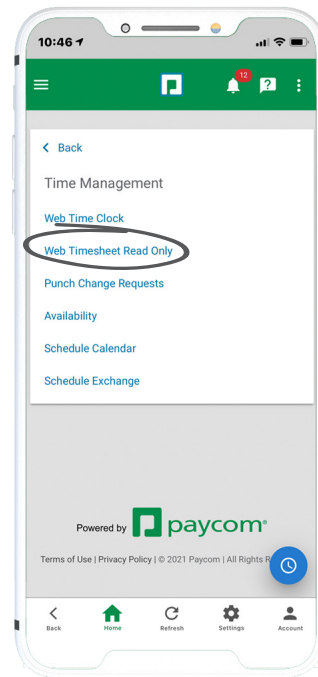 10:46
12
Back
Time Management
Web Time Clock
Web Timesheet Read Only
Punch Change Requests
Availability
Schedule Calendar
Schedule Exchange
Powered by paycom
Terms of Use | Privacy Policy | © 2021 Paycom | All Rights R
Back Home Refresh Settings Account